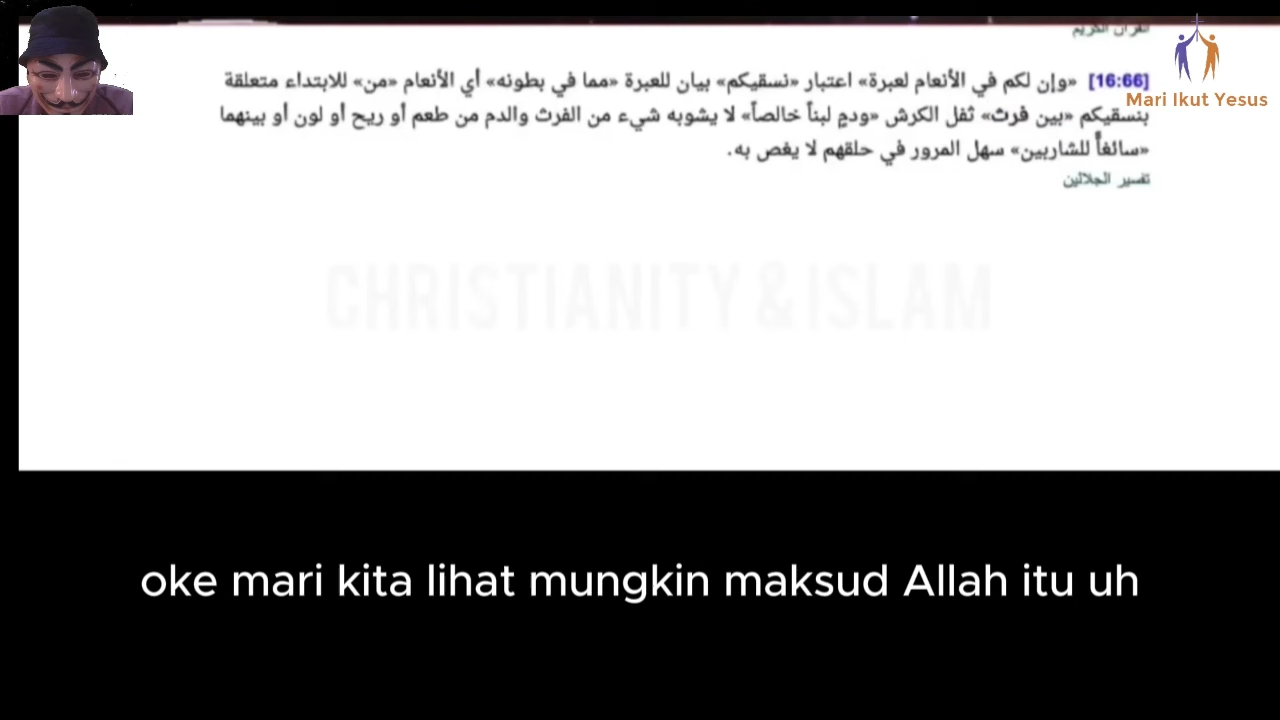 القرآن الكريم
Mari Ikut Yesus
[16:66] «وإن لكم في الأنعام لعبرة» اعتبار «نسقيكم» بيان للعبرة «مما في بطونه» أي الأنعام «من» للابتداء متعلقة
بنسقيكم «بين فرث» ثفل الكرش «ودمٍ لبناً خالصاً» لا يشوبه شيء من الفرث والدم من طعم أو ريح أو لون أو بينهما
«سائغاً للشاربين» سهل المرور في حلقهم لا يغص به.
تفسير الجلالين
CHRISTIANITY & ISLAM
oke mari kita lihat mungkin maksud Allah itu uh